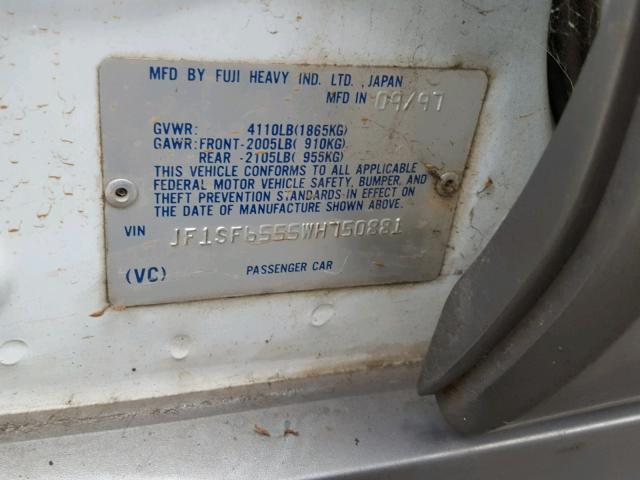 MFD BY FUJI HEAVY IND. LTD., JAPAN
MFD IN 09/97
GVWR: 4110LB(1865KG)
GAWR: FRONT-2005LB( 910KG)
REAR -2105LB( 955KG)
THIS VEHICLE CONFORMS TO ALL APPLICABLE
FEDERAL MOTOR VEHICLE SAFETY, BUMPER, AND
THEFT PREVENTION STANDARDS IN EFFECT ON
THE DATE OF MANUFACTURE SHOWN ABOVE.
VIN JF1SF6555WH750881
(VC) PASSENGER CAR